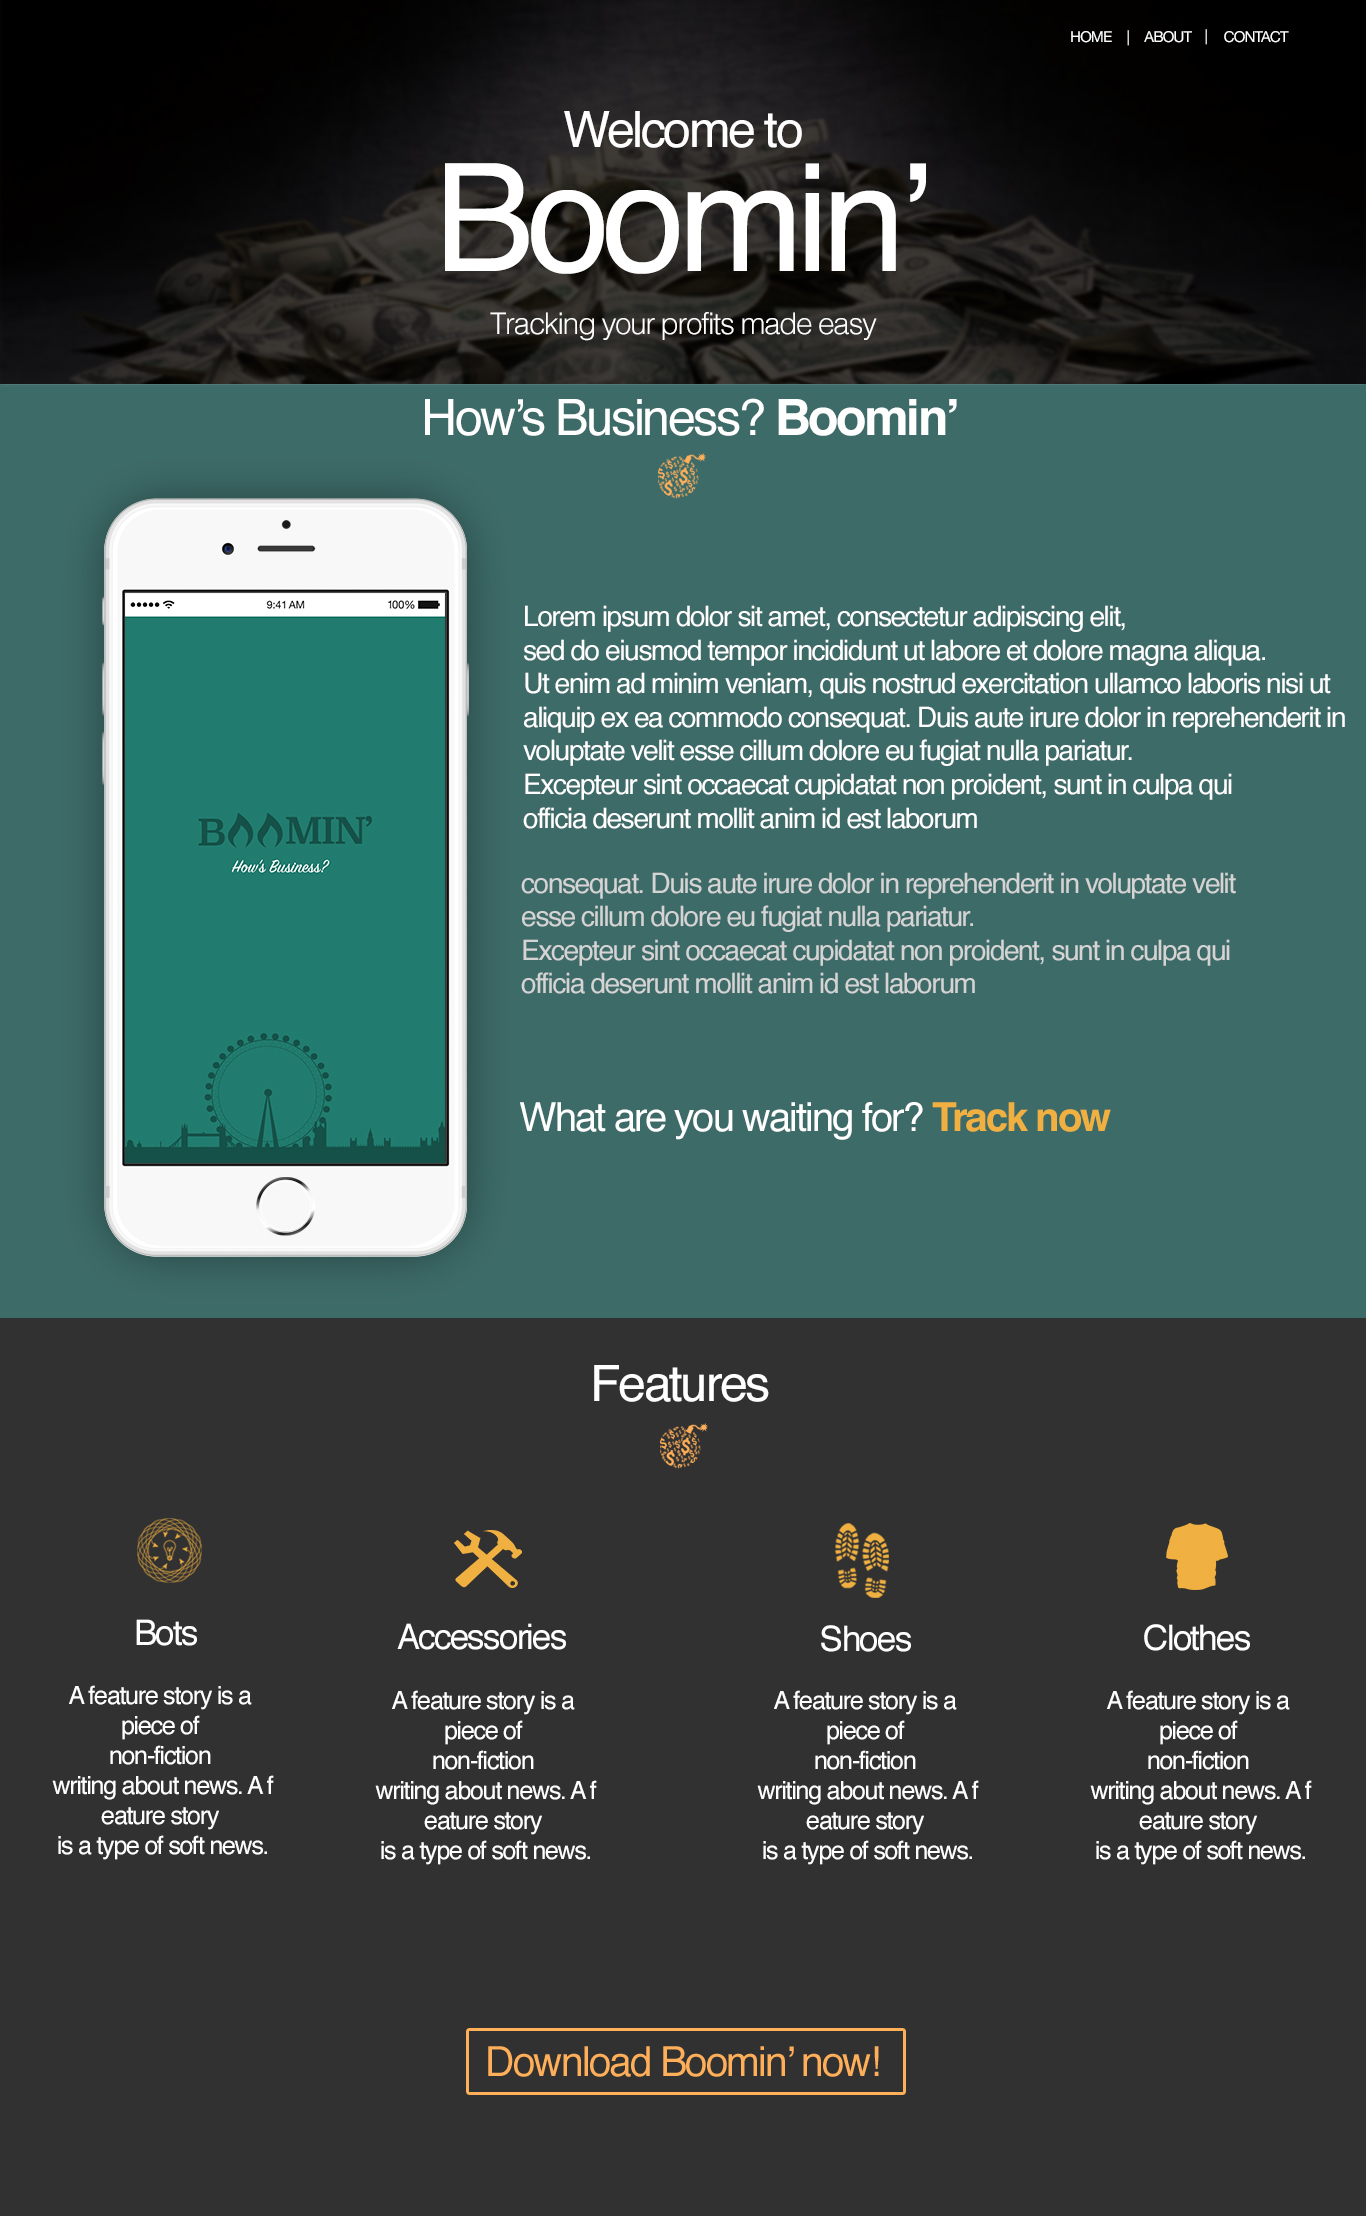 HOME | ABOUT | CONTACT
Welcome to
Boomin’
Tracking your profits made easy
How’s Business? Boomin’
9:41 AM 100%
BOOMIN’
How's Business?
Lorem ipsum dolor sit amet, consectetur adipiscing elit,
sed do eiusmod tempor incididunt ut labore et dolore magna aliqua.
Ut enim ad minim veniam, quis nostrud exercitation ullamco laboris nisi ut
aliquip ex ea commodo consequat. Duis aute irure dolor in reprehenderit in
voluptate velit esse cillum dolore eu fugiat nulla pariatur.
Excepteur sint occaecat cupidatat non proident, sunt in culpa qui
officia deserunt mollit anim id est laborum
consequat. Duis aute irure dolor in reprehenderit in voluptate velit
esse cillum dolore eu fugiat nulla pariatur.
Excepteur sint occaecat cupidatat non proident, sunt in culpa qui
officia deserunt mollit anim id est laborum
What are you waiting for? Track now
Features
Bots
A feature story is a
piece of
non-fiction
writing about news. A f
eature story
is a type of soft news.
Accessories
A feature story is a
piece of
non-fiction
writing about news. A f
eature story
is a type of soft news.
Shoes
A feature story is a
piece of
non-fiction
writing about news. A f
eature story
is a type of soft news.
Clothes
A feature story is a
piece of
non-fiction
writing about news. A f
eature story
is a type of soft news.
Download Boomin’ now!